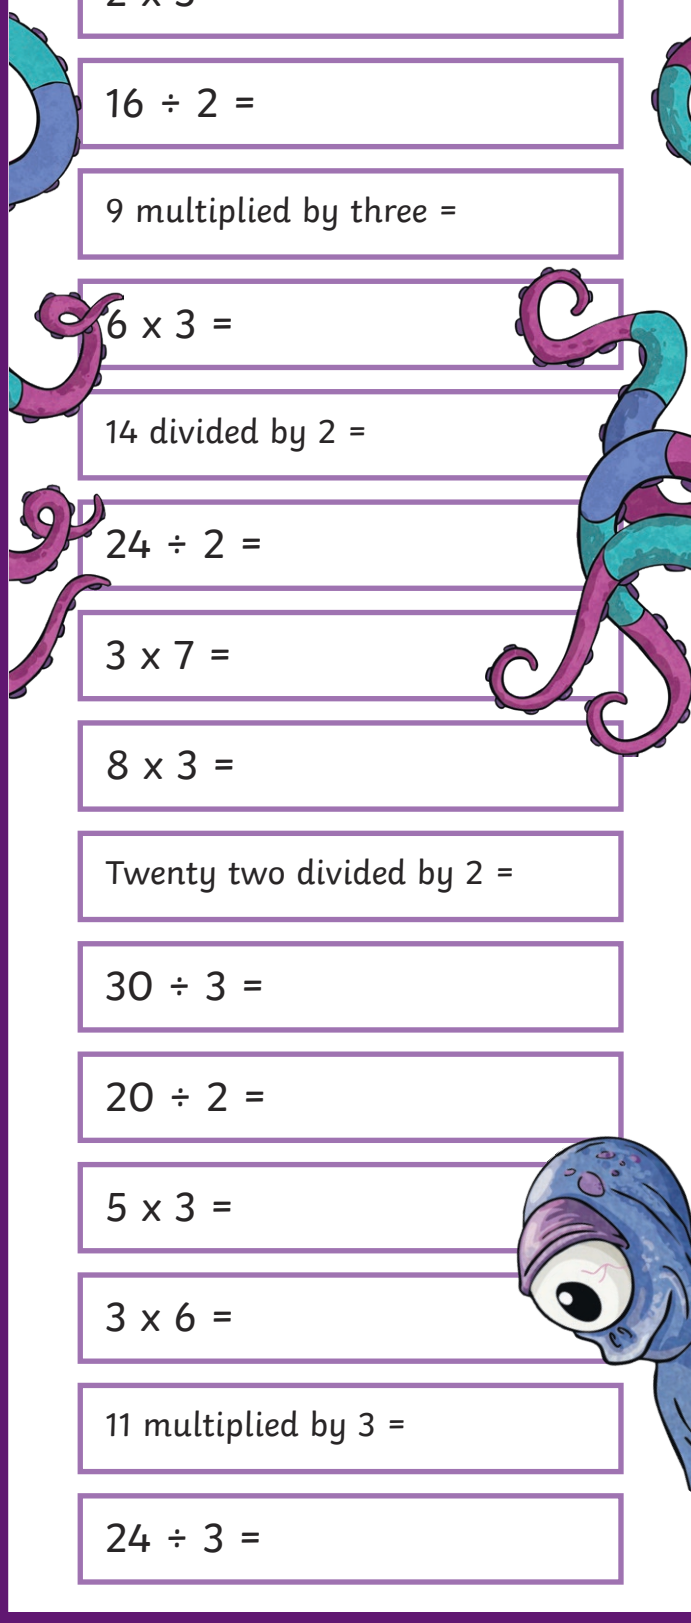 16 ÷ 2 =
9 multiplied by three =
6 x 3 =
14 divided by 2 =
24 ÷ 2 =
3 x 7 =
8 x 3 =
Twenty two divided by 2 =
30 ÷ 3 =
20 ÷ 2 =
5 x 3 =
3 x 6 =
11 multiplied by 3 =
24 ÷ 3 =